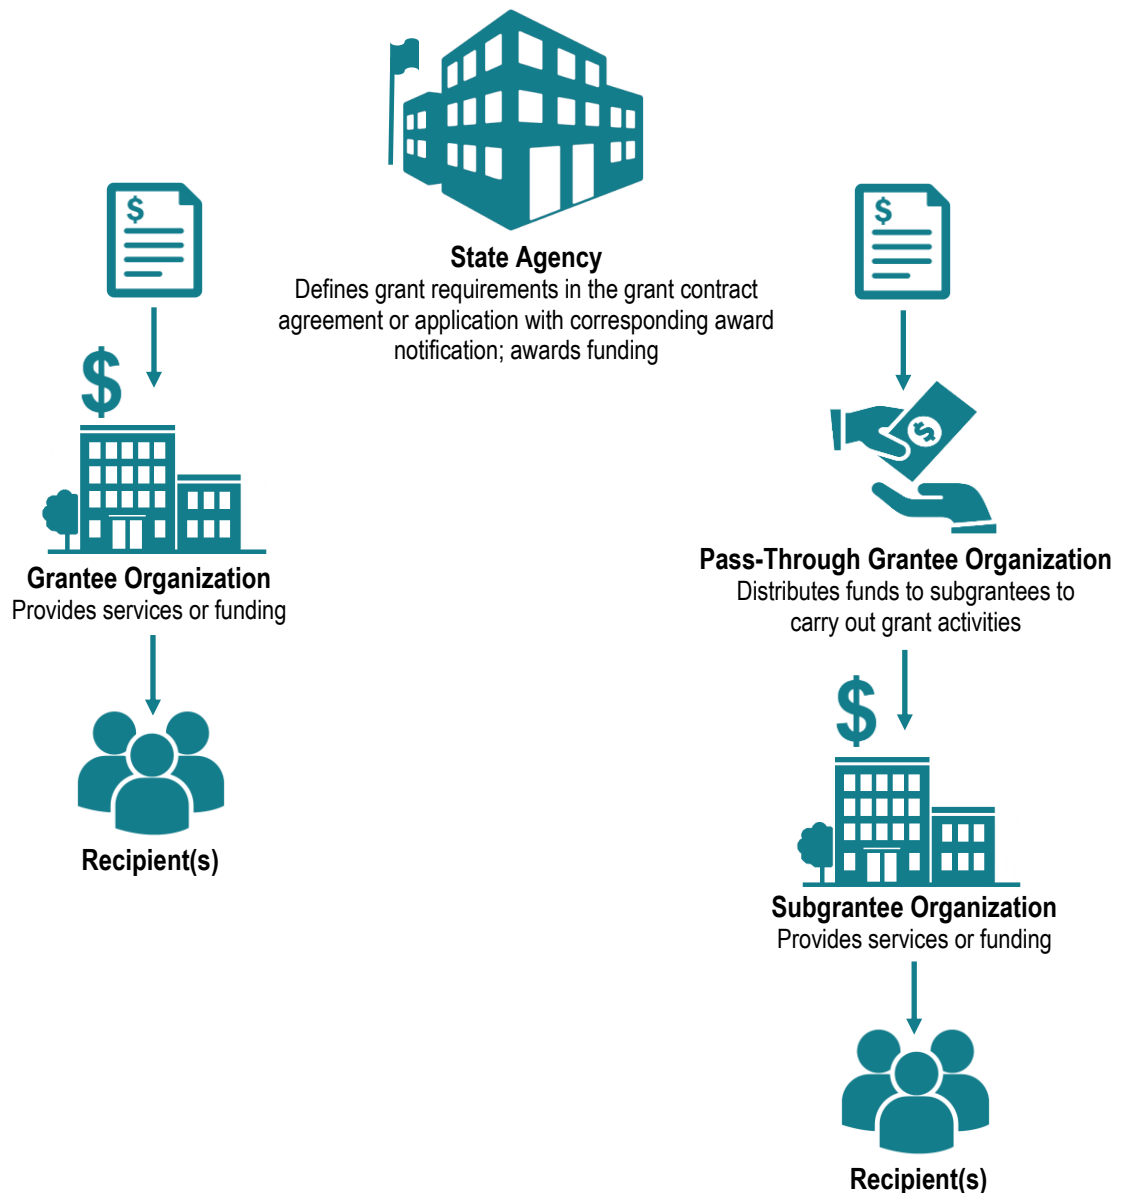 $
$
State Agency
Defines grant requirements in the grant contract
agreement or application with corresponding award
notification; awards funding
$
$
Grantee Organization
Provides services or funding
Recipient(s)
Pass-Through Grantee Organization
Distributes funds to subgrantees to
carry out grant activities
$
Subgrantee Organization
Provides services or funding
Recipient(s)